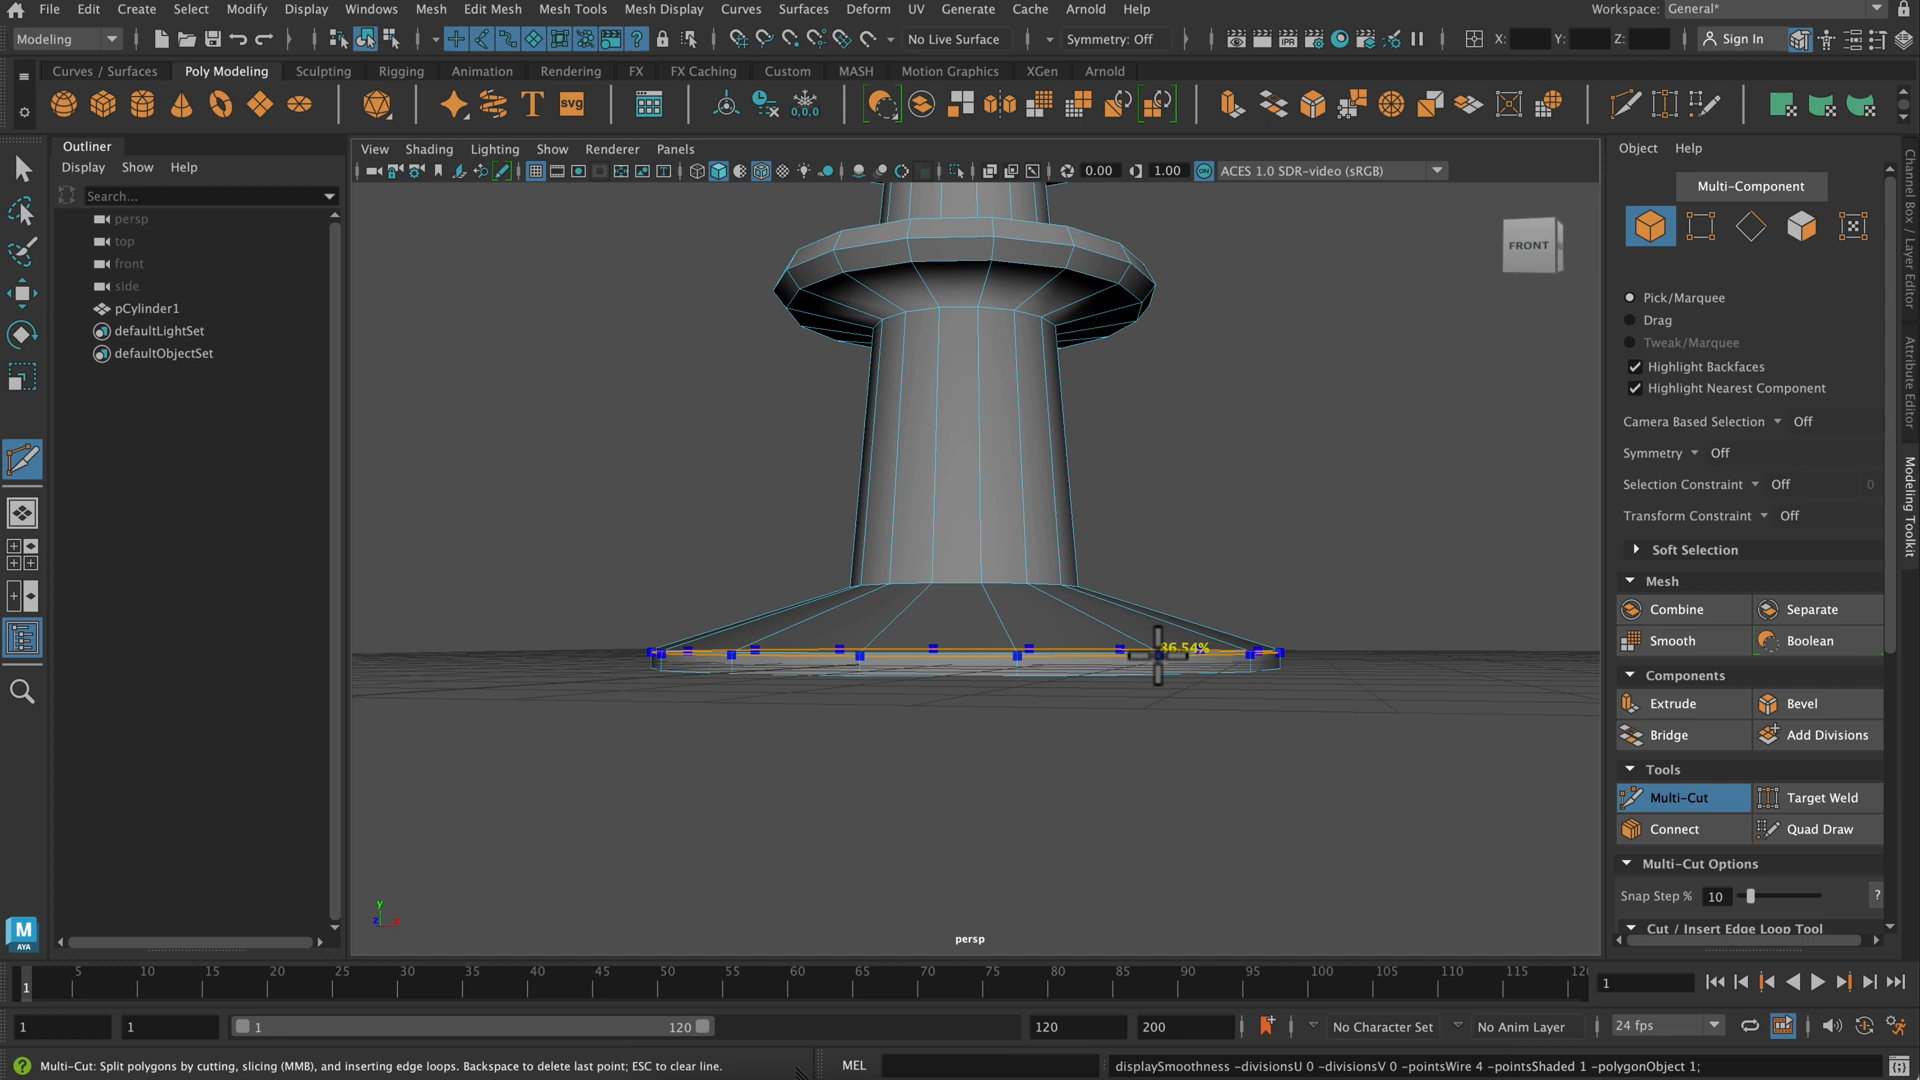 File Edit Create Select Modify Display Windows Mesh Edit Mesh Mesh Tools Mesh Display Curves Surfaces Deform UV Generate Cache Arnold Help Workspace: General*
Modeling No Live Surface Symmetry: Off X: Y: Z: Sign In
Curves / Surfaces Poly Modeling Sculpting Rigging Animation Rendering FX FX Caching Custom MASH Motion Graphics XGen Arnold
T svg 0,0,0
Outliner
Display Show Help
Search...
persp
top
front
side
pCylinder1
defaultLightSet
defaultObjectSet
View Shading Lighting Show Renderer Panels
0.00 1.00 ON ACES 1.0 SDR-video (sRGB)
FRONT
36.54%
y
z x
persp
Object Help
Multi-Component
Pick/Marquee
Drag
Tweak/Marquee
Highlight Backfaces
Highlight Nearest Component
Camera Based Selection Off
Symmetry Off
Selection Constraint Off 0
Transform Constraint Off
Soft Selection
Mesh
Combine Separate
Smooth Boolean
Components
Extrude Bevel
Bridge Add Divisions
Tools
Multi-Cut Target Weld
Connect Quad Draw
Multi-Cut Options
Snap Step % 10 ?
Cut / Insert Edge Loop Tool
Channel Box / Layer Editor
Attribute Editor
Modeling Toolkit
M
AYA
5 10 15 20 25 30 35 40 45 50 55 60 65 70 75 80 85 90 95 100 105 110 115 120
1 1
1 1 1 120 120 200 No Character Set No Anim Layer 24 fps
? Multi-Cut: Split polygons by cutting, slicing (MMB), and inserting edge loops. Backspace to delete last point; ESC to clear line. MEL displaySmoothness -divisionsU 0 -divisionsV 0 -pointsWire 4 -pointsShaded 1 -polygonObject 1;